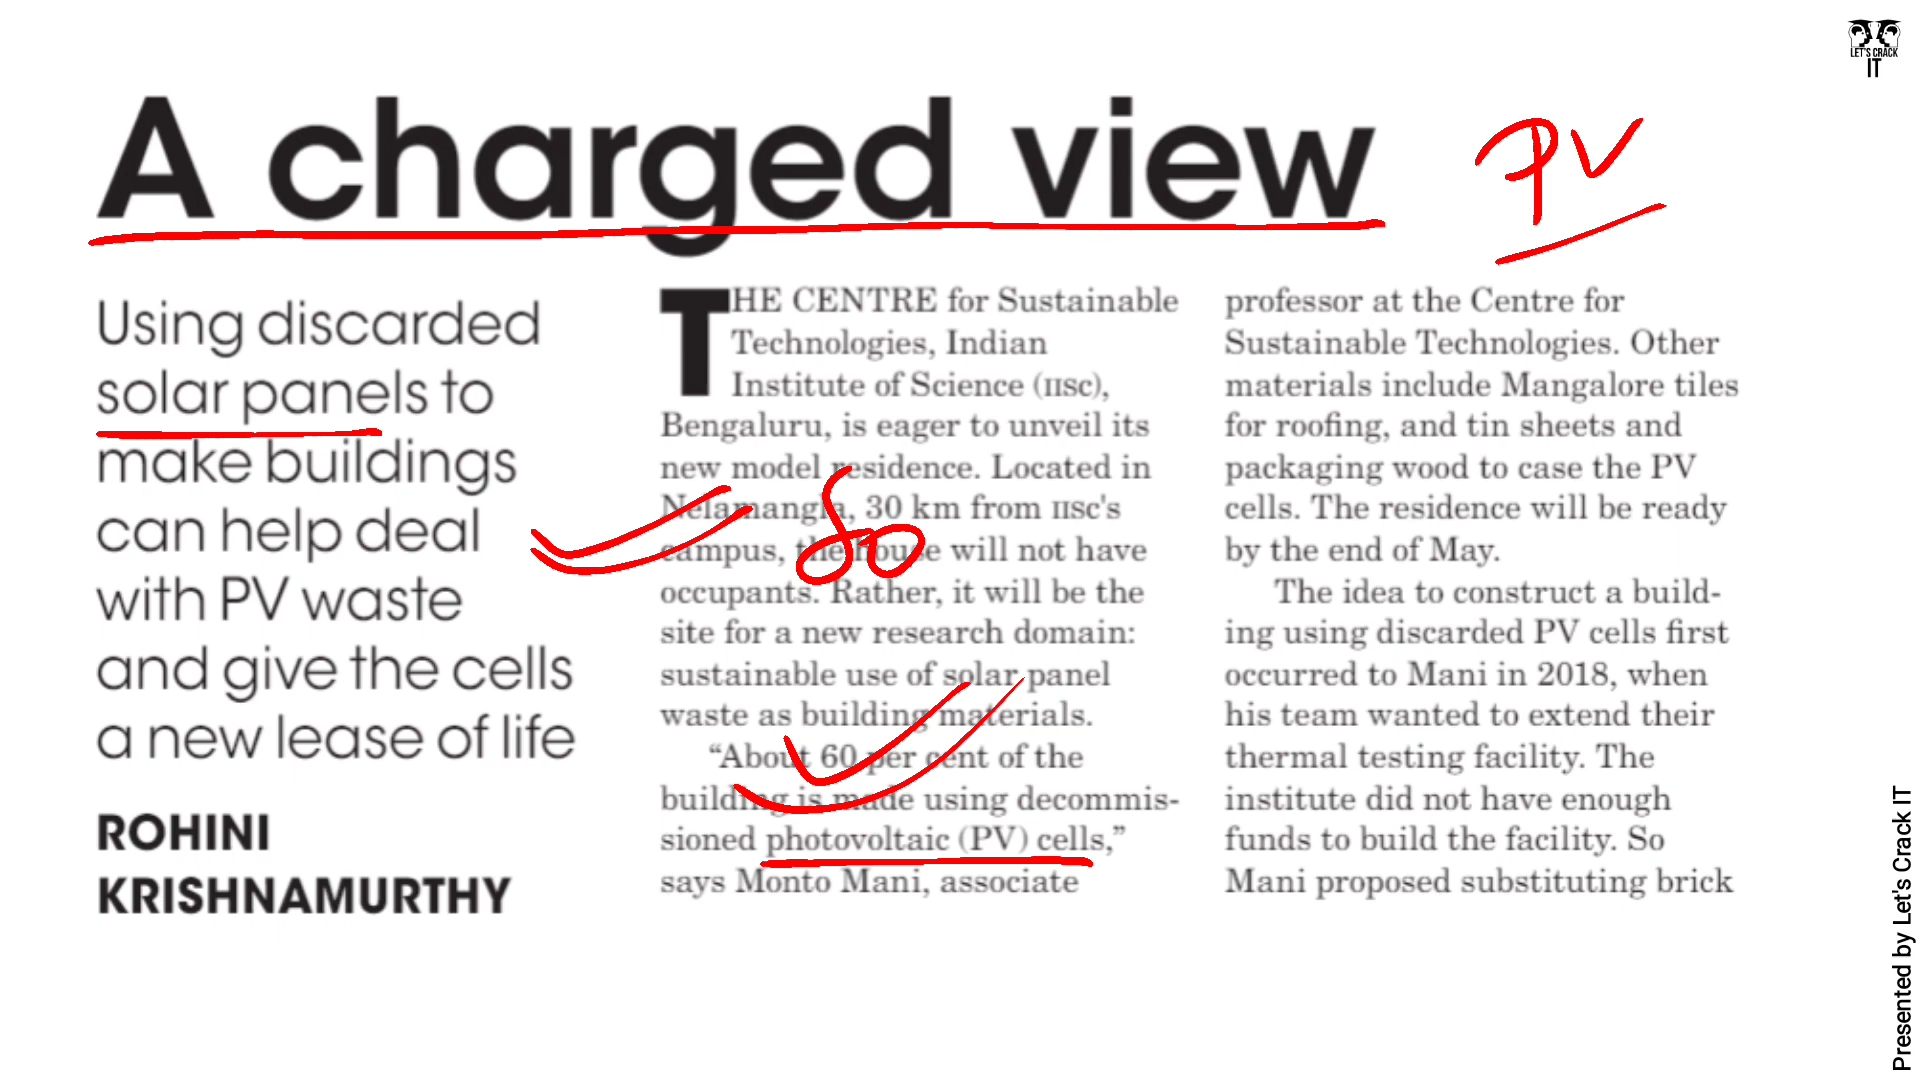 LET'S CRACK
IT
A charged view
PV
Using discarded
solar panels to
make buildings
can help deal
with PV waste
and give the cells
a new lease of life
ROHINI
KRISHNAMURTHY
THE CENTRE for Sustainable
Technologies, Indian
Institute of Science (IISC),
Bengaluru, is eager to unveil its
new model residence. Located in
Nelamangla, 30 km from IISC's
campus, the house will not have
occupants. Rather, it will be the
site for a new research domain:
sustainable use of solar panel
waste as building materials.
“About 60 per cent of the
building is made using decommis-
sioned photovoltaic (PV) cells,”
says Monto Mani, associate
professor at the Centre for
Sustainable Technologies. Other
materials include Mangalore tiles
for roofing, and tin sheets and
packaging wood to case the PV
cells. The residence will be ready
by the end of May.
The idea to construct a build-
ing using discarded PV cells first
occurred to Mani in 2018, when
his team wanted to extend their
thermal testing facility. The
institute did not have enough
funds to build the facility. So
Mani proposed substituting brick
Presented by Let's Crack IT